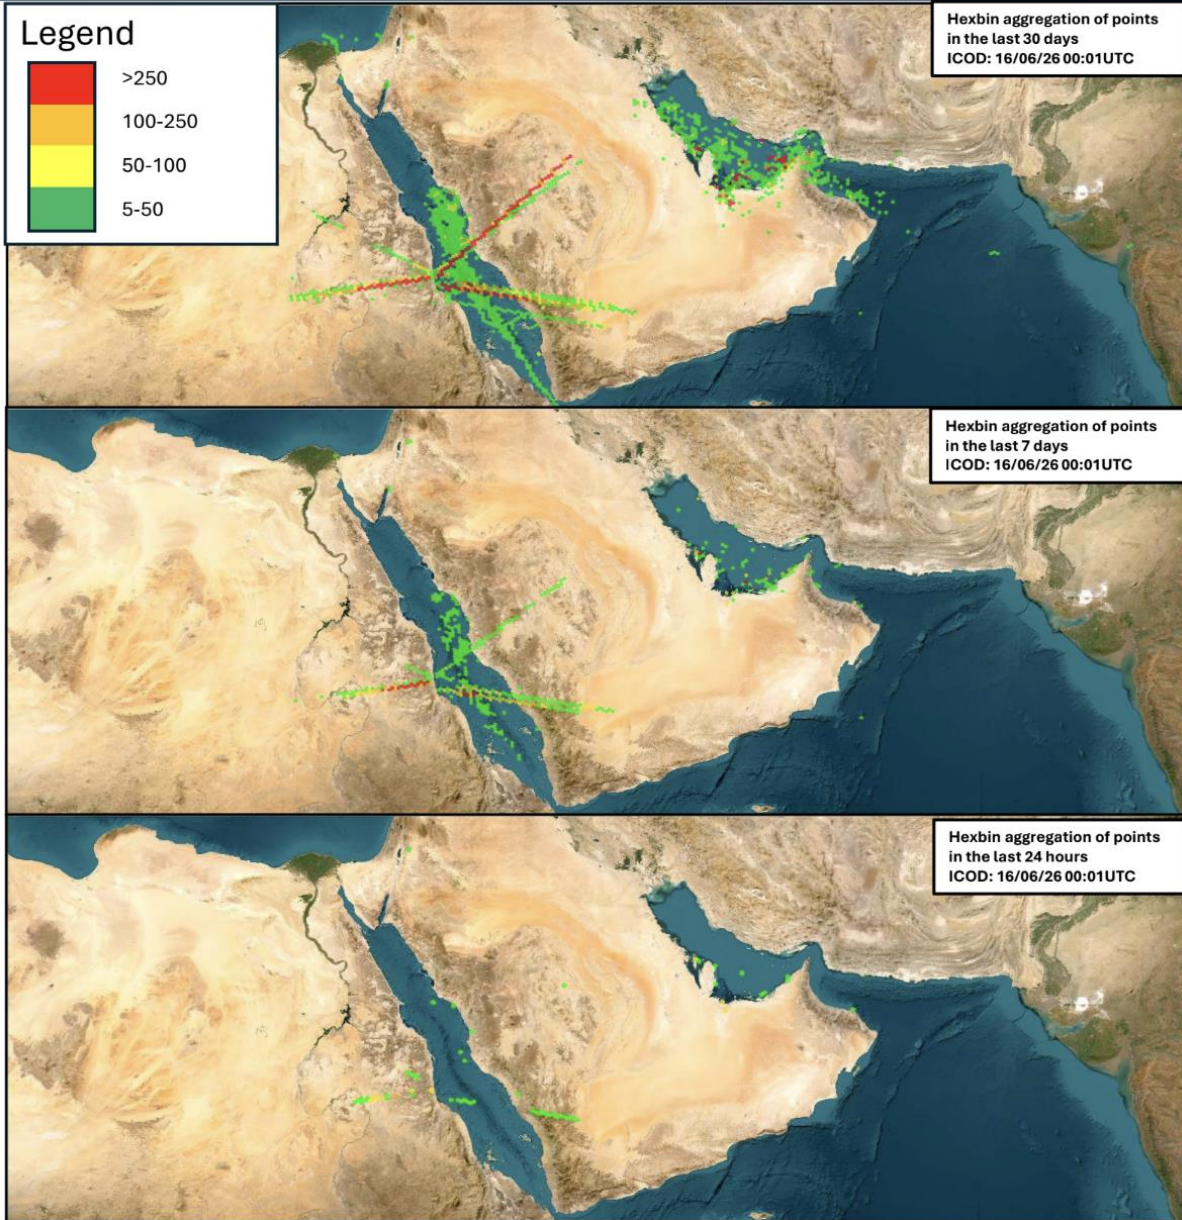 Legend
>250
100-250
50-100
5-50
Hexbin aggregation of points
in the last 30 days
ICOD: 16/06/26 00:01UTC
Hexbin aggregation of points
in the last 7 days
ICOD: 16/06/26 00:01UTC
Hexbin aggregation of points
in the last 24 hours
ICOD: 16/06/26 00:01UTC